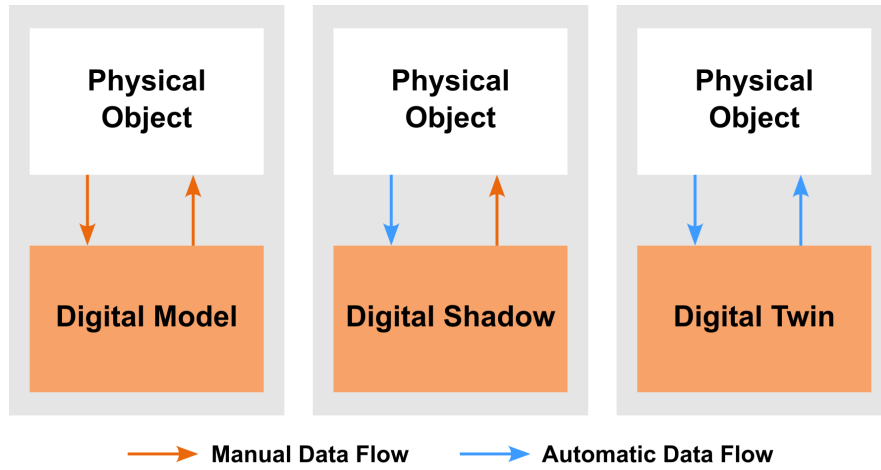 Physical
Object
Physical
Object
Physical
Object
Digital Model
Digital Shadow
Digital Twin
Manual Data Flow
Automatic Data Flow